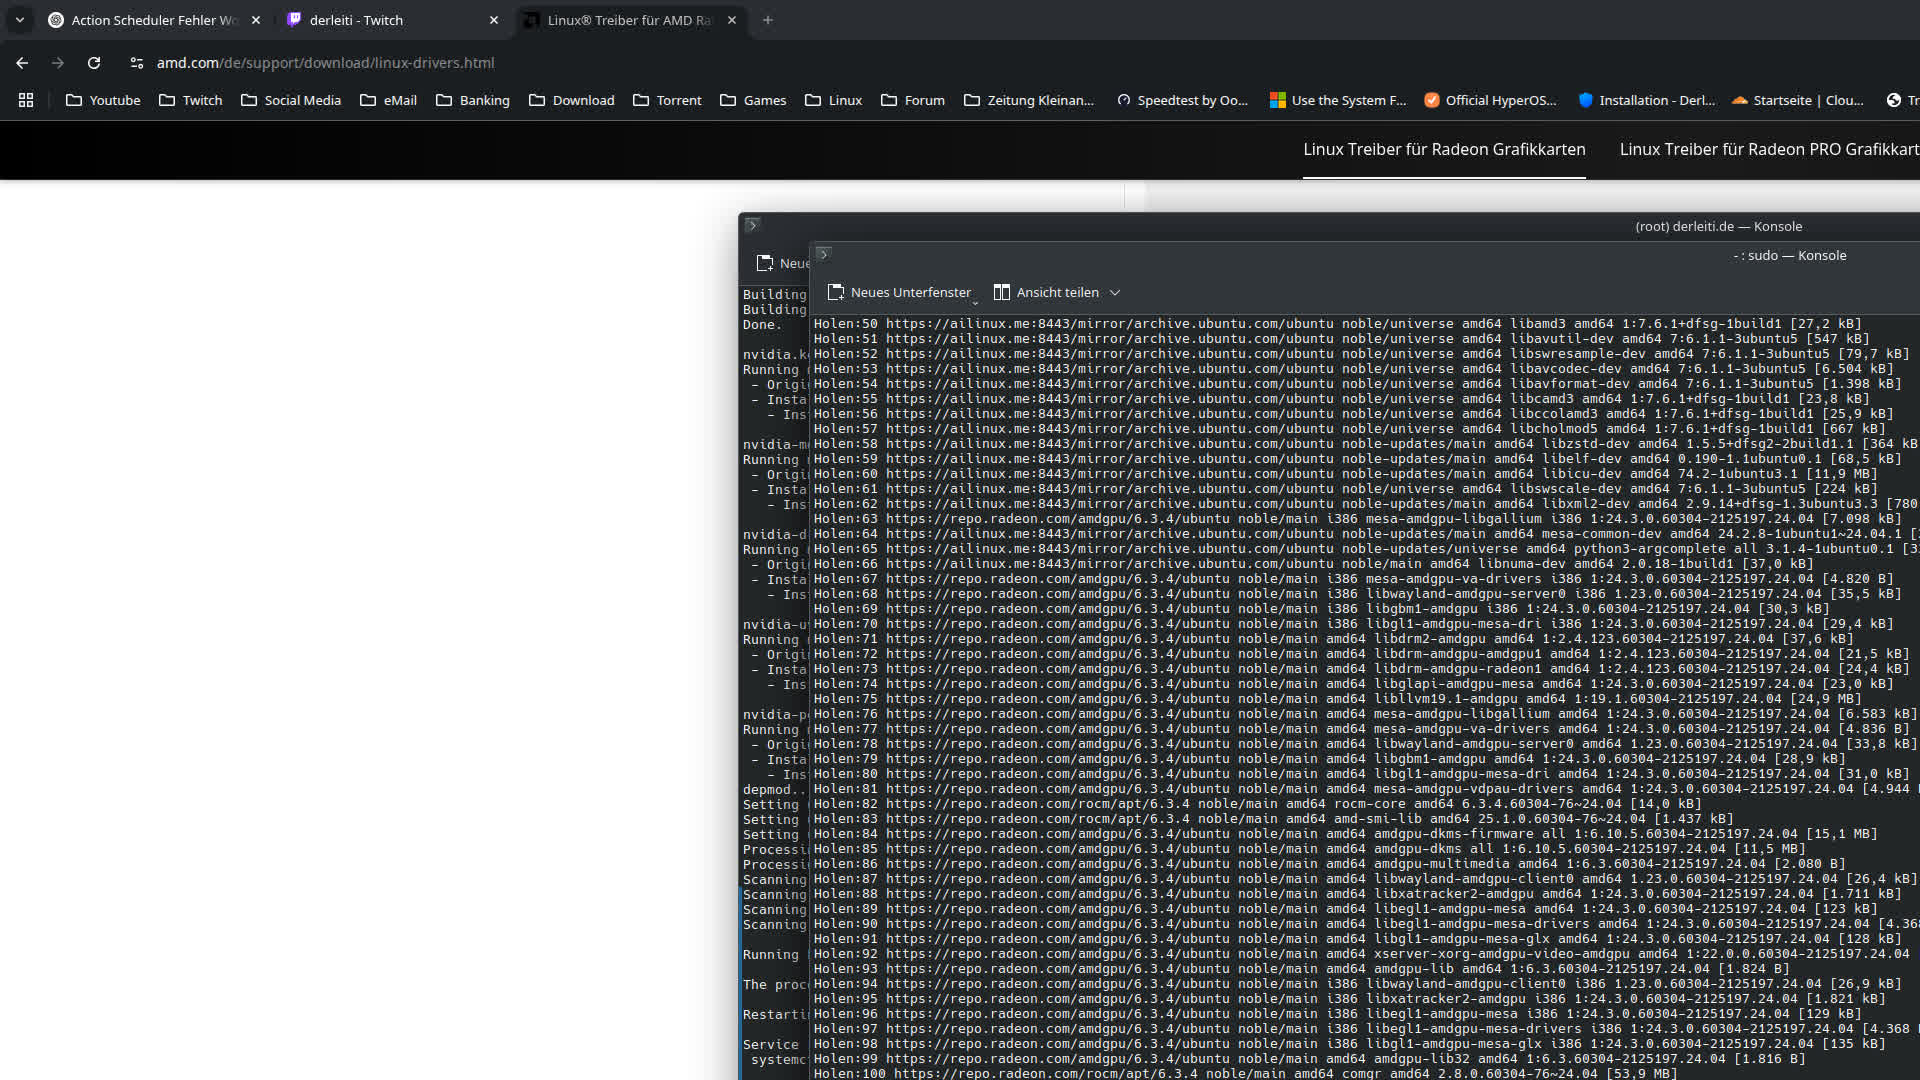 Action Scheduler Fehler Wo
derleiti - Twitch
Linux® Treiber für AMD Ra
amd.com/de/support/download/linux-drivers.html
Youtube
Twitch
Social Media
eMail
Banking
Download
Torrent
Games
Linux
Forum
Zeitung Kleinan...
Speedtest by Oo...
Use the System F...
Official HyperOS...
Installation - Derl...
Startseite | Clou...
Tr
Linux Treiber für Radeon Grafikkarten
Linux Treiber für Radeon PRO Grafikkart
(root) derleiti.de — Konsole
Neue
- : sudo — Konsole
Neues Unterfenster
Ansicht teilen
Building
Building
Done.
nvidia.k
Running
- Origi
- Insta
- Ins
nvidia-m
Running
- Origi
- Insta
- Ins
nvidia-d
Running
- Origi
- Insta
- Ins
nvidia-u
Running
- Origi
- Insta
- Ins
nvidia-p
Running
- Origi
- Insta
- Ins
depmod..
Setting
Setting
Setting
Processi
Processi
Scanning
Scanning
Scanning
Scanning
Running
The proc
Restarti
Service
systemc
Holen:50 https://ailinux.me:8443/mirror/archive.ubuntu.com/ubuntu noble/universe amd64 libamd3 amd64 1:7.6.1+dfsg-1build1 [27,2 kB]
Holen:51 https://ailinux.me:8443/mirror/archive.ubuntu.com/ubuntu noble/universe amd64 libavutil-dev amd64 7:6.1.1-3ubuntu5 [547 kB]
Holen:52 https://ailinux.me:8443/mirror/archive.ubuntu.com/ubuntu noble/universe amd64 libswresample-dev amd64 7:6.1.1-3ubuntu5 [79,7 kB]
Holen:53 https://ailinux.me:8443/mirror/archive.ubuntu.com/ubuntu noble/universe amd64 libavcodec-dev amd64 7:6.1.1-3ubuntu5 [6.504 kB]
Holen:54 https://ailinux.me:8443/mirror/archive.ubuntu.com/ubuntu noble/universe amd64 libavformat-dev amd64 7:6.1.1-3ubuntu5 [1.398 kB]
Holen:55 https://ailinux.me:8443/mirror/archive.ubuntu.com/ubuntu noble/universe amd64 libcamd3 amd64 1:7.6.1+dfsg-1build1 [23,8 kB]
Holen:56 https://ailinux.me:8443/mirror/archive.ubuntu.com/ubuntu noble/universe amd64 libccolamd3 amd64 1:7.6.1+dfsg-1build1 [25,9 kB]
Holen:57 https://ailinux.me:8443/mirror/archive.ubuntu.com/ubuntu noble/universe amd64 libcholmod5 amd64 1:7.6.1+dfsg-1build1 [667 kB]
Holen:58 https://ailinux.me:8443/mirror/archive.ubuntu.com/ubuntu noble-updates/main amd64 libzstd-dev amd64 1.5.5+dfsg2-2build1.1 [364 kB
Holen:59 https://ailinux.me:8443/mirror/archive.ubuntu.com/ubuntu noble-updates/main amd64 libelf-dev amd64 0.190-1.1ubuntu0.1 [68,5 kB]
Holen:60 https://ailinux.me:8443/mirror/archive.ubuntu.com/ubuntu noble-updates/main amd64 libicu-dev amd64 74.2-1ubuntu3.1 [11,9 MB]
Holen:61 https://ailinux.me:8443/mirror/archive.ubuntu.com/ubuntu noble/universe amd64 libswscale-dev amd64 7:6.1.1-3ubuntu5 [224 kB]
Holen:62 https://ailinux.me:8443/mirror/archive.ubuntu.com/ubuntu noble-updates/main amd64 libxml2-dev amd64 2.9.14+dfsg-1.3ubuntu3.3 [780
Holen:63 https://repo.radeon.com/amdgpu/6.3.4/ubuntu noble/main i386 mesa-amdgpu-libgallium i386 1:24.3.0.60304-2125197.24.04 [7.098 kB]
Holen:64 https://ailinux.me:8443/mirror/archive.ubuntu.com/ubuntu noble-updates/main amd64 mesa-common-dev amd64 24.2.8-1ubuntu1~24.04.1 [
Holen:65 https://ailinux.me:8443/mirror/archive.ubuntu.com/ubuntu noble-updates/universe amd64 python3-argcomplete all 3.1.4-1ubuntu0.1 [3
Holen:66 https://ailinux.me:8443/mirror/archive.ubuntu.com/ubuntu noble/main amd64 libnuma-dev amd64 2.0.18-1build1 [37,0 kB]
Holen:67 https://repo.radeon.com/amdgpu/6.3.4/ubuntu noble/main i386 mesa-amdgpu-va-drivers i386 1:24.3.0.60304-2125197.24.04 [4.820 B]
Holen:68 https://repo.radeon.com/amdgpu/6.3.4/ubuntu noble/main i386 libwayland-amdgpu-server0 i386 1.23.0.60304-2125197.24.04 [35,5 kB]
Holen:69 https://repo.radeon.com/amdgpu/6.3.4/ubuntu noble/main i386 libgbm1-amdgpu i386 1:24.3.0.60304-2125197.24.04 [30,3 kB]
Holen:70 https://repo.radeon.com/amdgpu/6.3.4/ubuntu noble/main i386 libgl1-amdgpu-mesa-dri i386 1:24.3.0.60304-2125197.24.04 [29,4 kB]
Holen:71 https://repo.radeon.com/amdgpu/6.3.4/ubuntu noble/main amd64 libdrm2-amdgpu amd64 1:2.4.123.60304-2125197.24.04 [37,6 kB]
Holen:72 https://repo.radeon.com/amdgpu/6.3.4/ubuntu noble/main amd64 libdrm-amdgpu-amdgpu1 amd64 1:2.4.123.60304-2125197.24.04 [21,5 kB]
Holen:73 https://repo.radeon.com/amdgpu/6.3.4/ubuntu noble/main amd64 libdrm-amdgpu-radeon1 amd64 1:2.4.123.60304-2125197.24.04 [24,4 kB]
Holen:74 https://repo.radeon.com/amdgpu/6.3.4/ubuntu noble/main amd64 libglapi-amdgpu-mesa amd64 1:24.3.0.60304-2125197.24.04 [23,0 kB]
Holen:75 https://repo.radeon.com/amdgpu/6.3.4/ubuntu noble/main amd64 libllvm19.1-amdgpu amd64 1:19.1.60304-2125197.24.04 [24,9 MB]
Holen:76 https://repo.radeon.com/amdgpu/6.3.4/ubuntu noble/main amd64 mesa-amdgpu-libgallium amd64 1:24.3.0.60304-2125197.24.04 [6.583 kB]
Holen:77 https://repo.radeon.com/amdgpu/6.3.4/ubuntu noble/main amd64 mesa-amdgpu-va-drivers amd64 1:24.3.0.60304-2125197.24.04 [4.836 B]
Holen:78 https://repo.radeon.com/amdgpu/6.3.4/ubuntu noble/main amd64 libwayland-amdgpu-server0 amd64 1.23.0.60304-2125197.24.04 [33,8 kB]
Holen:79 https://repo.radeon.com/amdgpu/6.3.4/ubuntu noble/main amd64 libgbm1-amdgpu amd64 1:24.3.0.60304-2125197.24.04 [28,9 kB]
Holen:80 https://repo.radeon.com/amdgpu/6.3.4/ubuntu noble/main amd64 libgl1-amdgpu-mesa-dri amd64 1:24.3.0.60304-2125197.24.04 [31,0 kB]
Holen:81 https://repo.radeon.com/amdgpu/6.3.4/ubuntu noble/main amd64 mesa-amdgpu-vdpau-drivers amd64 1:24.3.0.60304-2125197.24.04 [4.944 B
Holen:82 https://repo.radeon.com/rocm/apt/6.3.4 noble/main amd64 rocm-core amd64 6.3.4.60304-76~24.04 [14,0 kB]
Holen:83 https://repo.radeon.com/rocm/apt/6.3.4 noble/main amd64 amd-smi-lib amd64 25.1.0.60304-76~24.04 [1.437 kB]
Holen:84 https://repo.radeon.com/amdgpu/6.3.4/ubuntu noble/main amd64 amdgpu-dkms-firmware all 1:6.10.5.60304-2125197.24.04 [15,1 MB]
Holen:85 https://repo.radeon.com/amdgpu/6.3.4/ubuntu noble/main amd64 amdgpu-dkms all 1:6.10.5.60304-2125197.24.04 [11,5 MB]
Holen:86 https://repo.radeon.com/amdgpu/6.3.4/ubuntu noble/main amd64 amdgpu-multimedia amd64 1:6.3.60304-2125197.24.04 [2.080 B]
Holen:87 https://repo.radeon.com/amdgpu/6.3.4/ubuntu noble/main amd64 libwayland-amdgpu-client0 amd64 1.23.0.60304-2125197.24.04 [26,4 kB]
Holen:88 https://repo.radeon.com/amdgpu/6.3.4/ubuntu noble/main amd64 libxatracker2-amdgpu amd64 1:24.3.0.60304-2125197.24.04 [1.711 kB]
Holen:89 https://repo.radeon.com/amdgpu/6.3.4/ubuntu noble/main amd64 libegl1-amdgpu-mesa amd64 1:24.3.0.60304-2125197.24.04 [123 kB]
Holen:90 https://repo.radeon.com/amdgpu/6.3.4/ubuntu noble/main amd64 libegl1-amdgpu-mesa-drivers amd64 1:24.3.0.60304-2125197.24.04 [4.368
Holen:91 https://repo.radeon.com/amdgpu/6.3.4/ubuntu noble/main amd64 libgl1-amdgpu-mesa-glx amd64 1:24.3.0.60304-2125197.24.04 [128 kB]
Holen:92 https://repo.radeon.com/amdgpu/6.3.4/ubuntu noble/main amd64 xserver-xorg-amdgpu-video-amdgpu amd64 1:22.0.0.60304-2125197.24.04
Holen:93 https://repo.radeon.com/amdgpu/6.3.4/ubuntu noble/main amd64 amdgpu-lib amd64 1:6.3.60304-2125197.24.04 [1.824 B]
Holen:94 https://repo.radeon.com/amdgpu/6.3.4/ubuntu noble/main i386 libwayland-amdgpu-client0 i386 1.23.0.60304-2125197.24.04 [26,9 kB]
Holen:95 https://repo.radeon.com/amdgpu/6.3.4/ubuntu noble/main i386 libxatracker2-amdgpu i386 1:24.3.0.60304-2125197.24.04 [1.821 kB]
Holen:96 https://repo.radeon.com/amdgpu/6.3.4/ubuntu noble/main i386 libegl1-amdgpu-mesa i386 1:24.3.0.60304-2125197.24.04 [129 kB]
Holen:97 https://repo.radeon.com/amdgpu/6.3.4/ubuntu noble/main i386 libegl1-amdgpu-mesa-drivers i386 1:24.3.0.60304-2125197.24.04 [4.368
Holen:98 https://repo.radeon.com/amdgpu/6.3.4/ubuntu noble/main i386 libgl1-amdgpu-mesa-glx i386 1:24.3.0.60304-2125197.24.04 [135 kB]
Holen:99 https://repo.radeon.com/amdgpu/6.3.4/ubuntu noble/main amd64 amdgpu-lib32 amd64 1:6.3.60304-2125197.24.04 [1.816 B]
Holen:100 https://repo.radeon.com/rocm/apt/6.3.4 noble/main amd64 comgr amd64 2.8.0.60304-76~24.04 [53,9 MB]